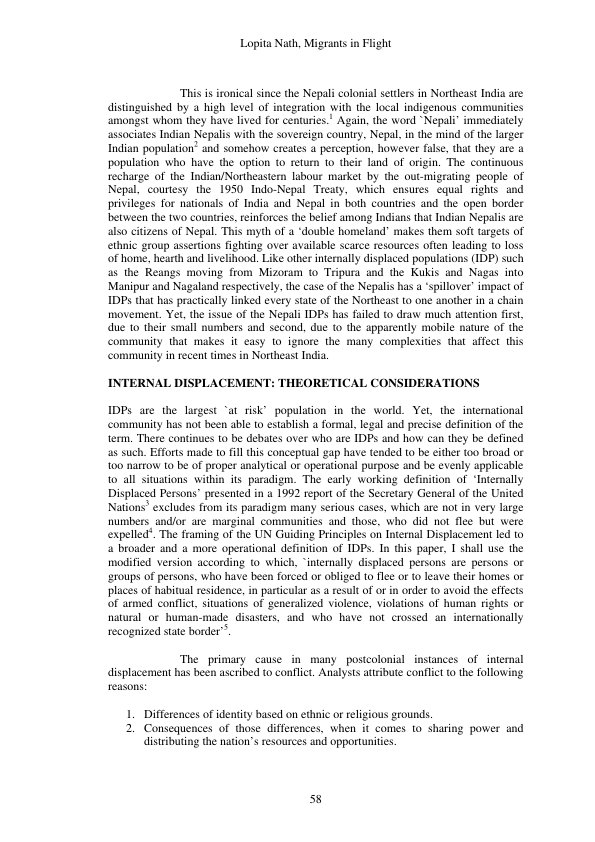 Lopita Nath, Migrants in Flight
This is ironical since the Nepali colonial settlers in Northeast India are
distinguished by a high level of integration with the local indigenous communities
amongst whom they have lived for centuries.1 Again, the word `Nepali’ immediately
associates Indian Nepalis with the sovereign country, Nepal, in the mind of the larger
Indian population2 and somehow creates a perception, however false, that they are a
population who have the option to return to their land of origin. The continuous
recharge of the Indian/Northeastern labour market by the out-migrating people of
Nepal, courtesy the 1950 Indo-Nepal Treaty, which ensures equal rights and
privileges for nationals of India and Nepal in both countries and the open border
between the two countries, reinforces the belief among Indians that Indian Nepalis are
also citizens of Nepal. This myth of a ‘double homeland’ makes them soft targets of
ethnic group assertions fighting over available scarce resources often leading to loss
of home, hearth and livelihood. Like other internally displaced populations (IDP) such
as the Reangs moving from Mizoram to Tripura and the Kukis and Nagas into
Manipur and Nagaland respectively, the case of the Nepalis has a ‘spillover’ impact of
IDPs that has practically linked every state of the Northeast to one another in a chain
movement. Yet, the issue of the Nepali IDPs has failed to draw much attention first,
due to their small numbers and second, due to the apparently mobile nature of the
community that makes it easy to ignore the many complexities that affect this
community in recent times in Northeast India.
INTERNAL DISPLACEMENT: THEORETICAL CONSIDERATIONS
IDPs are the largest `at risk’ population in the world. Yet, the international
community has not been able to establish a formal, legal and precise definition of the
term. There continues to be debates over who are IDPs and how can they be defined
as such. Efforts made to fill this conceptual gap have tended to be either too broad or
too narrow to be of proper analytical or operational purpose and be evenly applicable
to all situations within its paradigm. The early working definition of ‘Internally
Displaced Persons’ presented in a 1992 report of the Secretary General of the United
Nations3 excludes from its paradigm many serious cases, which are not in very large
numbers and/or are marginal communities and those, who did not flee but were
expelled4. The framing of the UN Guiding Principles on Internal Displacement led to
a broader and a more operational definition of IDPs. In this paper, I shall use the
modified version according to which, `internally displaced persons are persons or
groups of persons, who have been forced or obliged to flee or to leave their homes or
places of habitual residence, in particular as a result of or in order to avoid the effects
of armed conflict, situations of generalized violence, violations of human rights or
natural or human-made disasters, and who have not crossed an internationally
recognized state border’5.
The primary cause in many postcolonial instances of internal
displacement has been ascribed to conflict. Analysts attribute conflict to the following
reasons:
1. Differences of identity based on ethnic or religious grounds.
2. Consequences of those differences, when it comes to sharing power and
distributing the nation’s resources and opportunities.
58